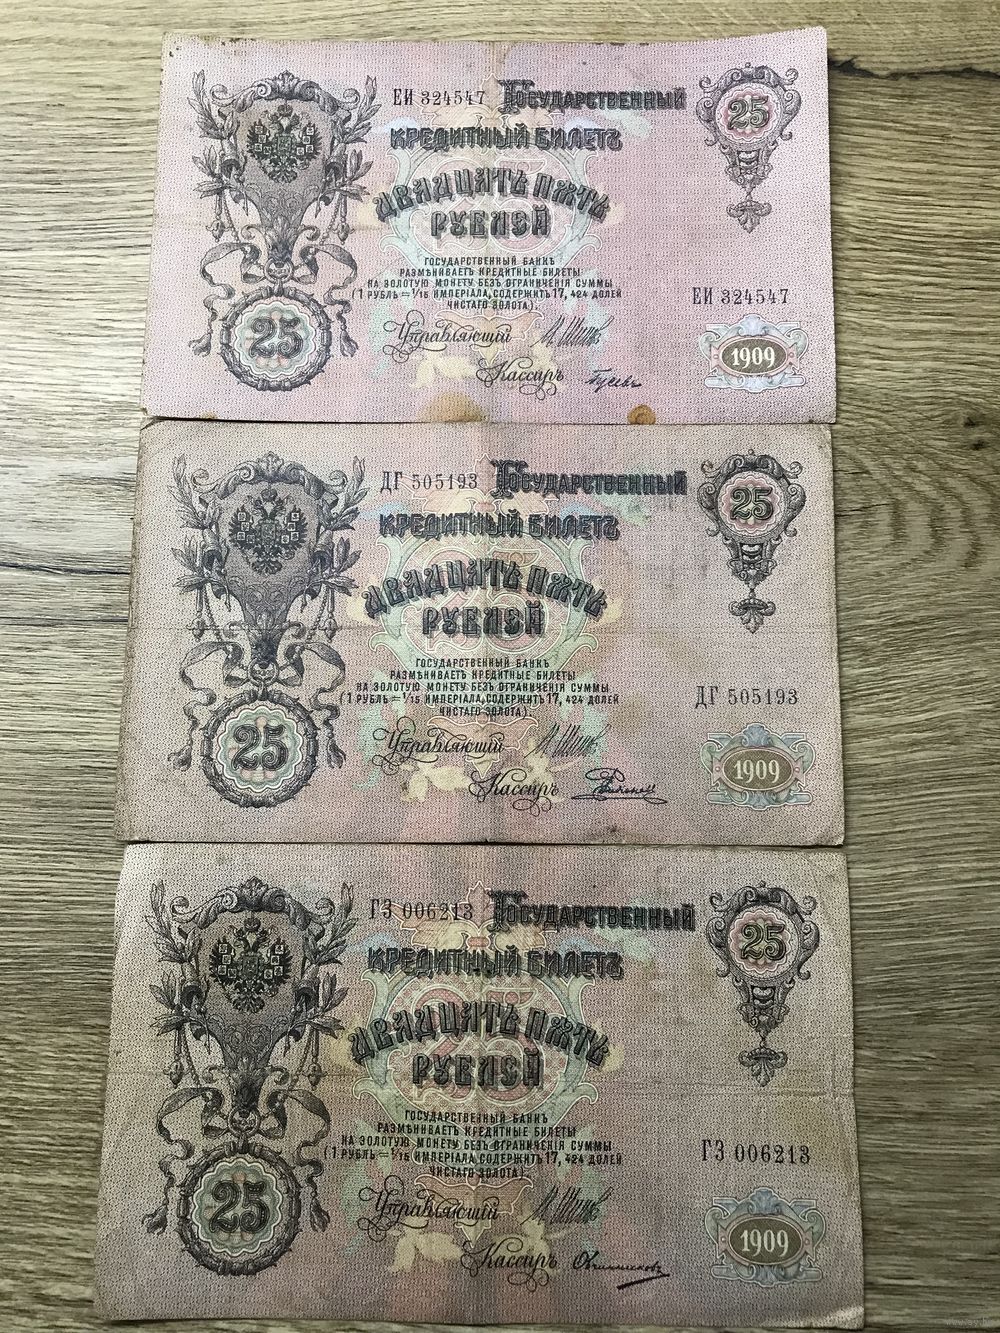 ЕИ 324547 Государственный
25
Кредитный Билетъ
Двадцать пять
рублей
Государственный Банкъ
размѣниваетъ кредитные билеты
на золотую монету безъ ограниченія суммы
(1 рубль = 1/15 имперіала, содержитъ 17, 424 долей
чистаго золота).
ЕИ 324547
Управляющій
25
1909
Кассиръ
Гусевъ
ДГ 505193 Государственный
25
Кредитный Билетъ
Двадцать пять
рублей
Государственный Банкъ
размѣниваетъ кредитные билеты
на золотую монету безъ ограниченія суммы
(1 рубль = 1/15 имперіала, содержитъ 17, 424 долей
чистаго золота).
ДГ 505193
Управляющій
25
1909
Кассиръ
ГЗ 006213 Государственный
25
Кредитный Билетъ
Двадцать пять
рублей
Государственный Банкъ
размѣниваетъ кредитные билеты
на золотую монету безъ ограниченія суммы
(1 рубль = 1/15 имперіала, содержитъ 17, 424 долей
чистаго золота).
ГЗ 006213
Управляющій
25
1909
Кассиръ
Овчинниковъ